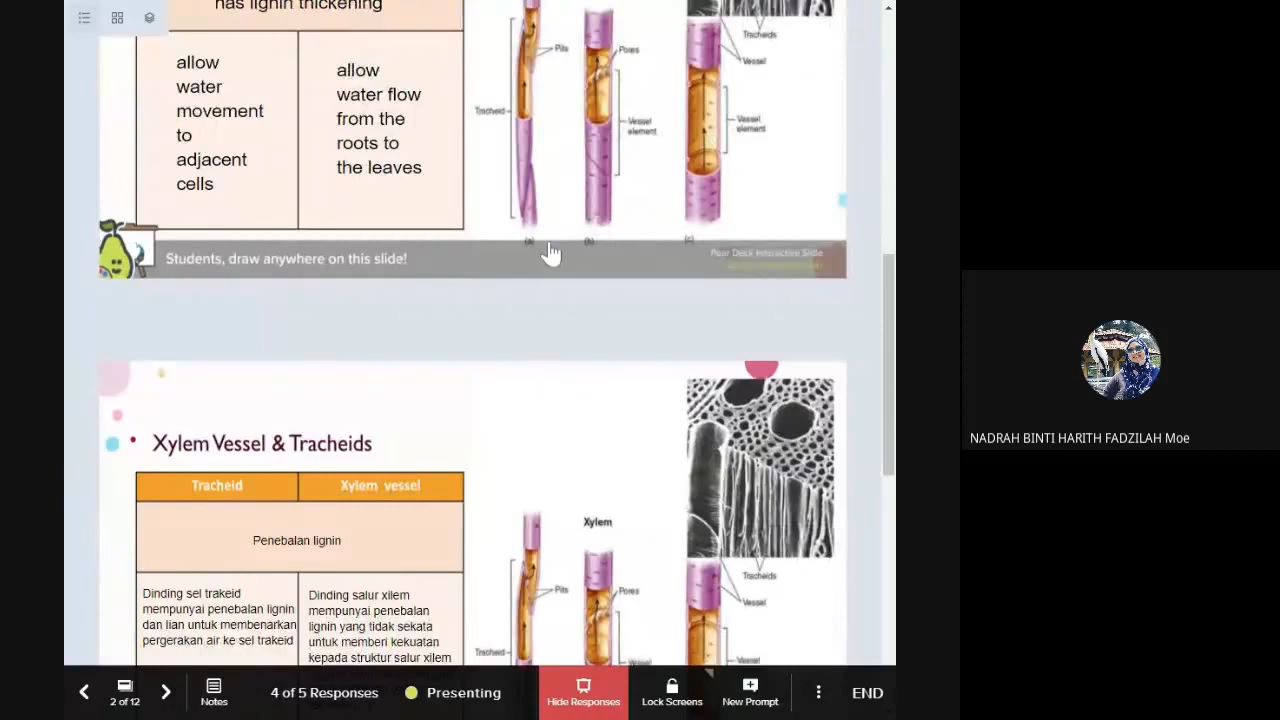 has lignin thickening
allow
water
movement
to
adjacent
cells
allow
water flow
from the
roots to
the leaves
Tracheid
Pits
Pores
Vessel
element
Tracheids
Vessel
Vessel
element
(a)
(b)
(c)
Students, draw anywhere on this slide!
Pear Deck Interactive Slide
• Xylem Vessel & Tracheids
Tracheid
Xylem vessel
Penebalan lignin
Dinding sel trakeid
mempunyai penebalan lignin
dan lian untuk membenarkan
pergerakan air ke sel trakeid
Dinding salur xilem
mempunyai penebalan
lignin yang tidak sekata
untuk memberi kekuatan
kepada struktur salur xilem
Xylem
Pits
Pores
Tracheid
Vessel
Tracheids
Vessel
Vessel
2 of 12
Notes
4 of 5 Responses
Presenting
Hide Responses
Lock Screens
New Prompt
END
NADRAH BINTI HARITH FADZILAH Moe